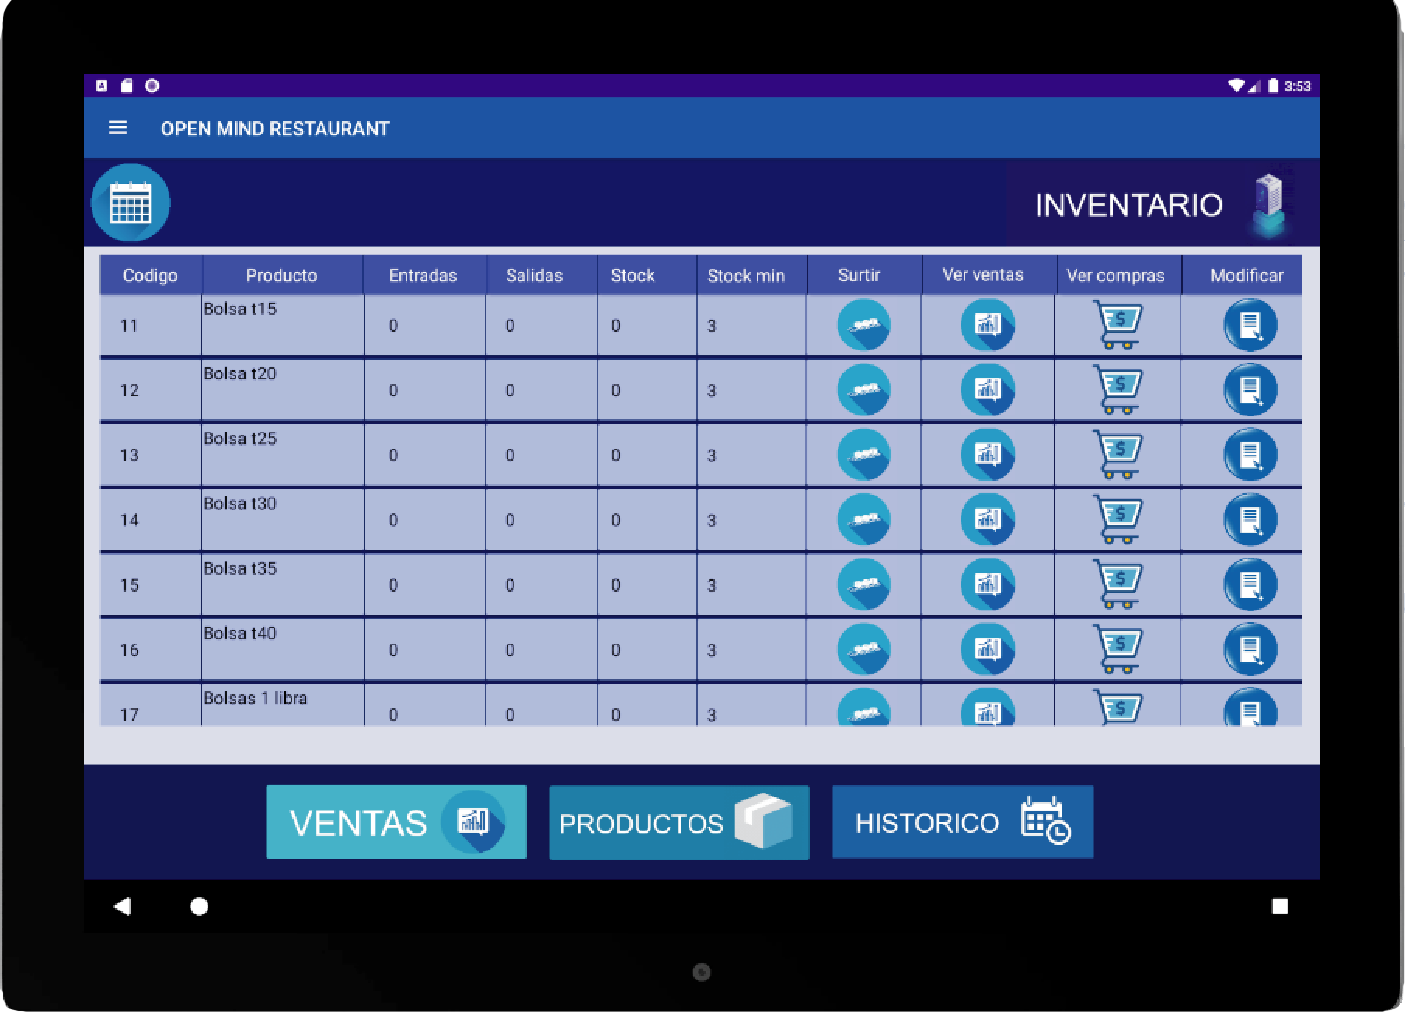 3:53
OPEN MIND RESTAURANT
INVENTARIO
Codigo Producto Entradas Salidas Stock Stock min Surtir Ver ventas Ver compras Modificar
11 Bolsa t15 0 0 0 3
12 Bolsa t20 0 0 0 3
13 Bolsa t25 0 0 0 3
14 Bolsa t30 0 0 0 3
15 Bolsa t35 0 0 0 3
16 Bolsa t40 0 0 0 3
17 Bolsas 1 libra 0 0 0 3
VENTAS PRODUCTOS HISTORICO